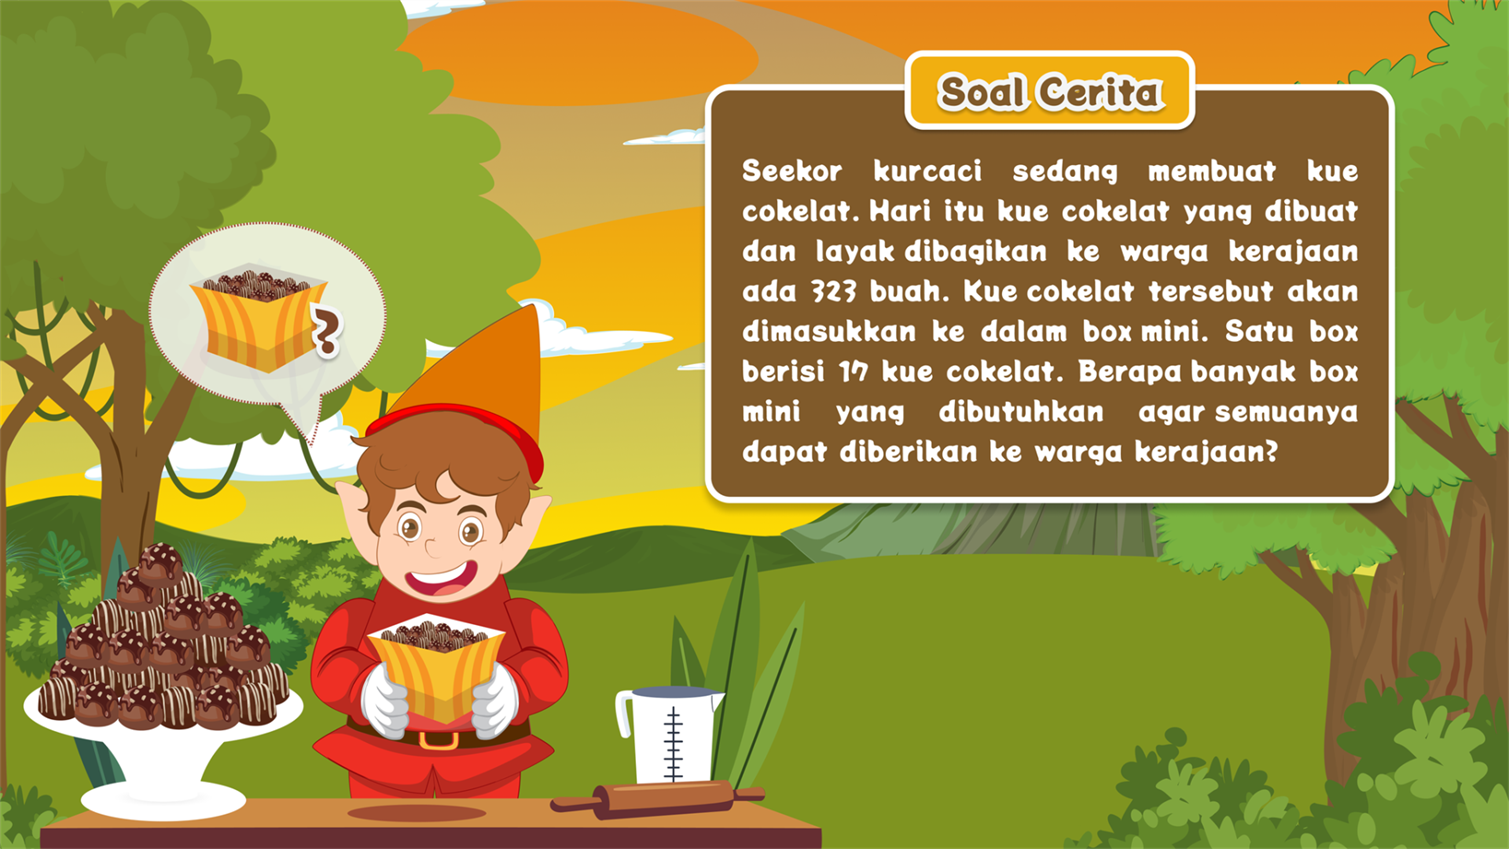 Soal Cerita
Seekor kurcaci sedang membuat kue
cokelat. Hari itu kue cokelat yang dibuat
dan layak dibagikan ke warga kerajaan
ada 323 buah. Kue cokelat tersebut akan
dimasukkan ke dalam box mini. Satu box
berisi 17 kue cokelat. Berapa banyak box
mini yang dibutuhkan agar semuanya
dapat diberikan ke warga kerajaan?
?